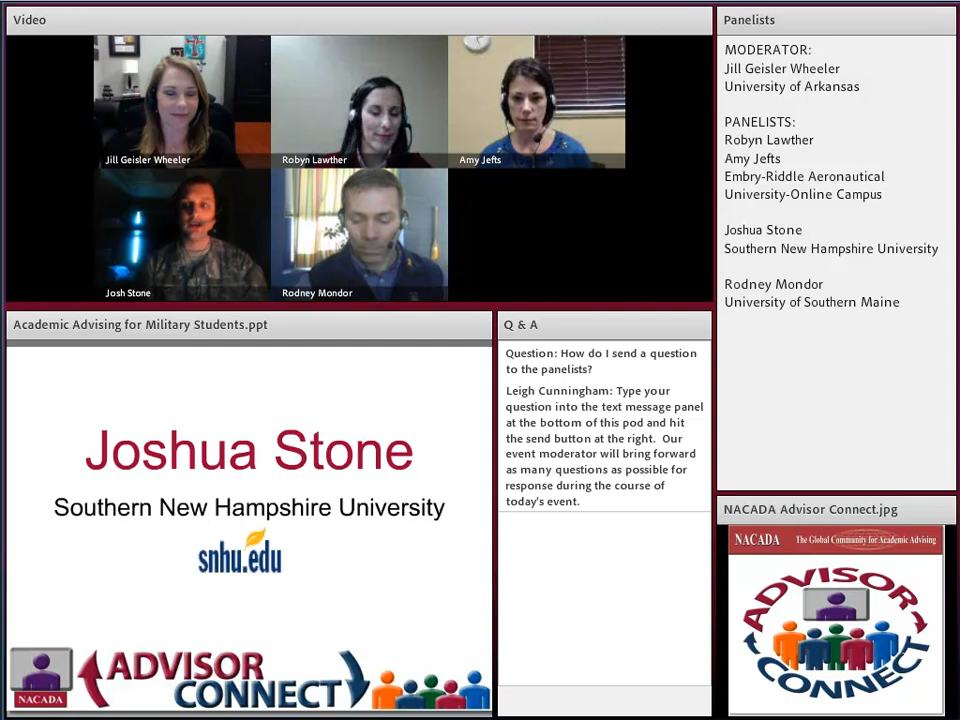 Video
Jill Geisler Wheeler
Robyn Lawther
Amy Jefts
Josh Stone
Rodney Mondor
Academic Advising for Military Students.ppt
Joshua Stone
Southern New Hampshire University
snhu.edu
NACADA
ADVISOR
CONNECT
Q & A
Question: How do I send a question
to the panelists?
Leigh Cunningham: Type your
question into the text message panel
at the bottom of this pod and hit
the send button at the right. Our
event moderator will bring forward
as many questions as possible for
response during the course of
today's event.
Panelists
MODERATOR:
Jill Geisler Wheeler
University of Arkansas
PANELISTS:
Robyn Lawther
Amy Jefts
Embry-Riddle Aeronautical
University-Online Campus
Joshua Stone
Southern New Hampshire University
Rodney Mondor
University of Southern Maine
NACADA Advisor Connect.jpg
NACADA The Global Community for Academic Advising
ADVISOR
CONNECT